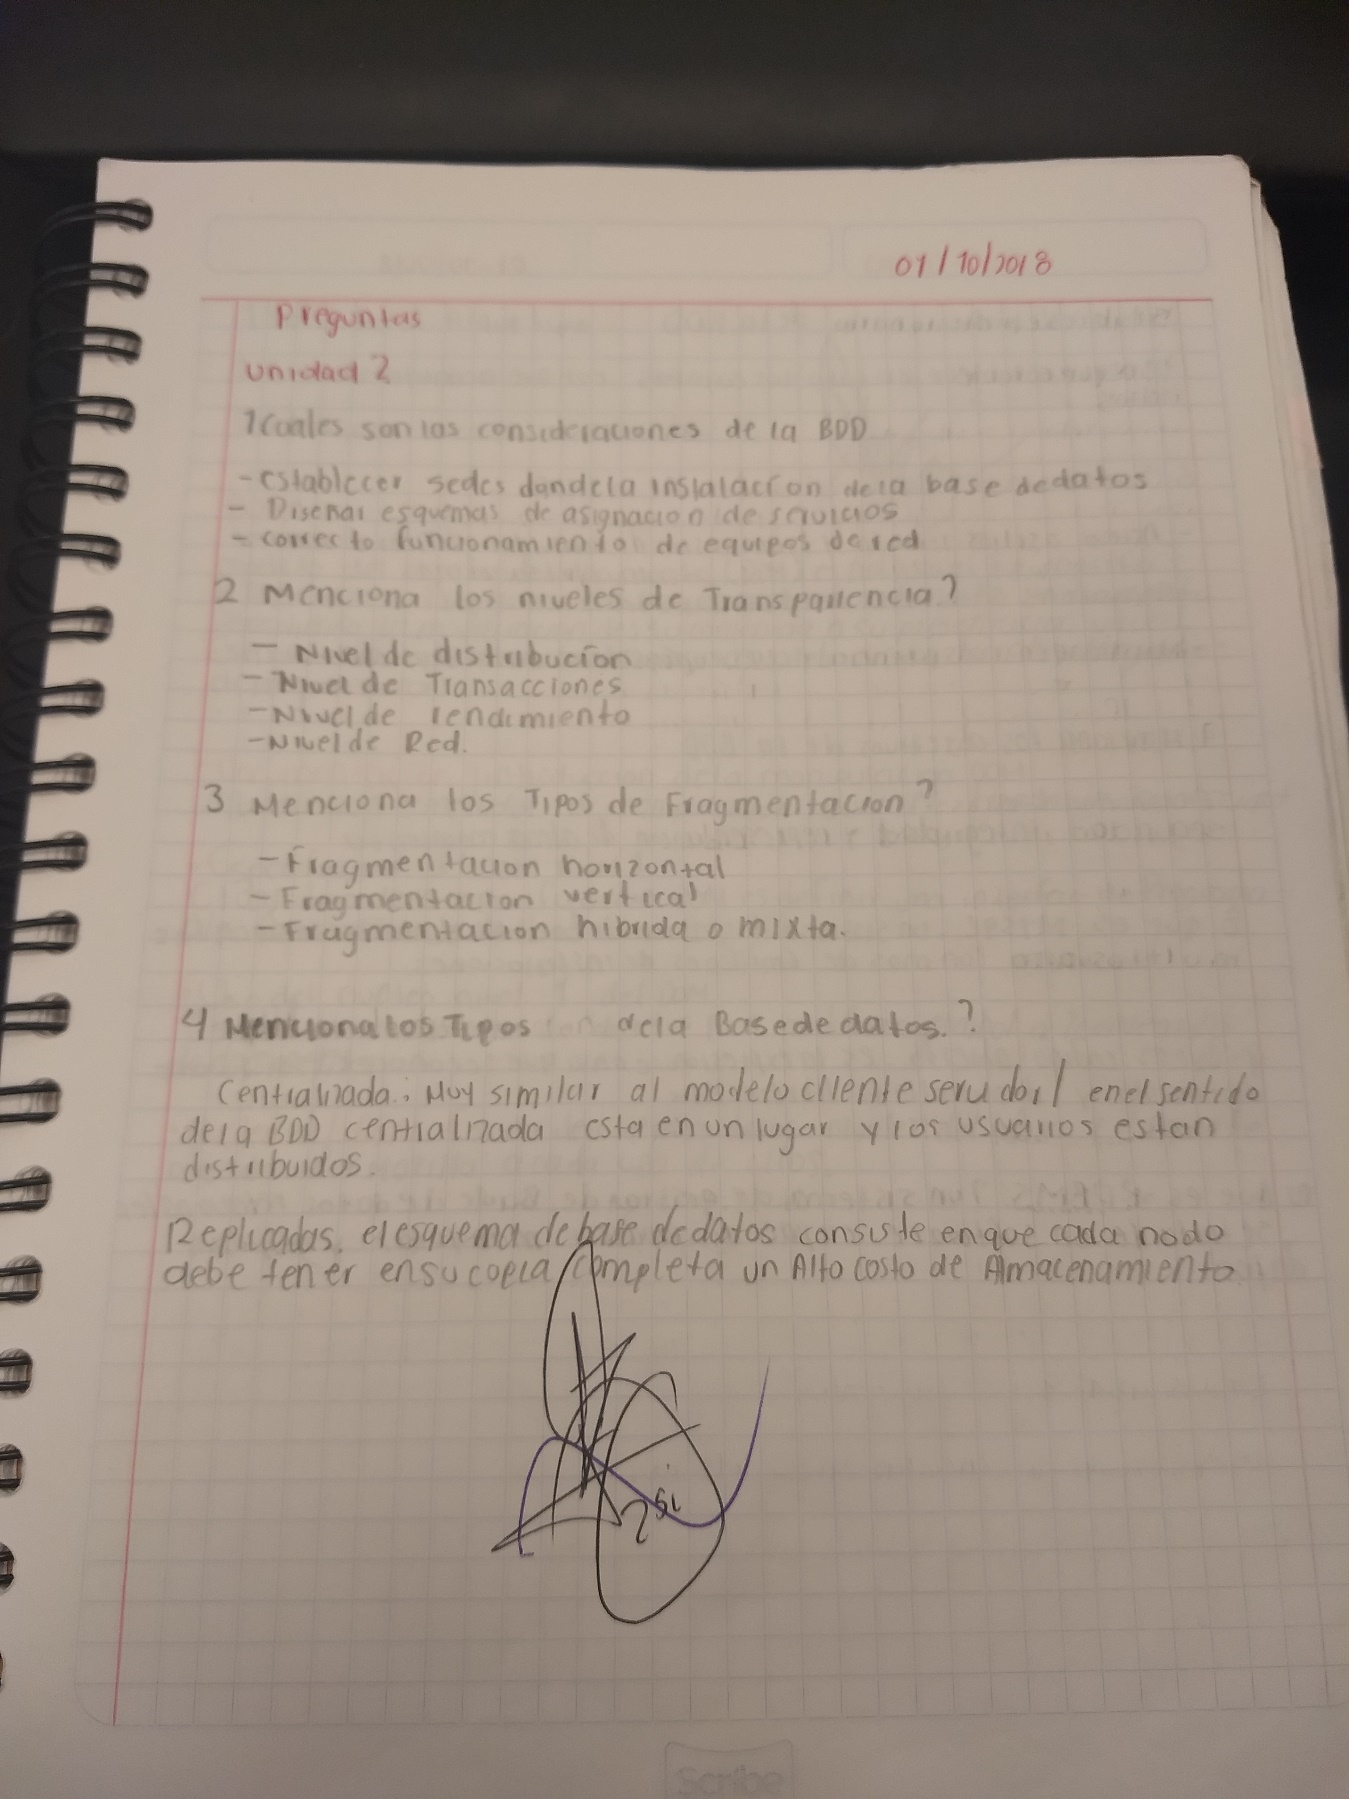 01/10/2018
Preguntas
unidad 2
1 Cuales son las consideraciones de la BDD
- establecer sedes donde la instalacion de la base de datos
- Diseñar esquemas de asignacion de servicios
- correcto funcionamiento de equipos de red
2 Menciona los niveles de Transparencia?
- Nivel de distribucion
- Nivel de Transacciones
- Nivel de rendimiento
- Nivel de Red.
3 Menciona los Tipos de Fragmentacion?
- Fragmentacion horizontal
- Fragmentacion vertical
- Fragmentacion hibrida o mixta.
4 Menciona los Tipos de la Base de datos.?
Centralizada: Muy similar al modelo cliente servidor/ en el sentido
de la BDD centralizada esta en un lugar y los usuarios estan
distribuidos.
Replicadas. el esquema de base de datos consiste en que cada nodo
debe tener en su copia completa un Alto costo de Almacenamiento
Scribe